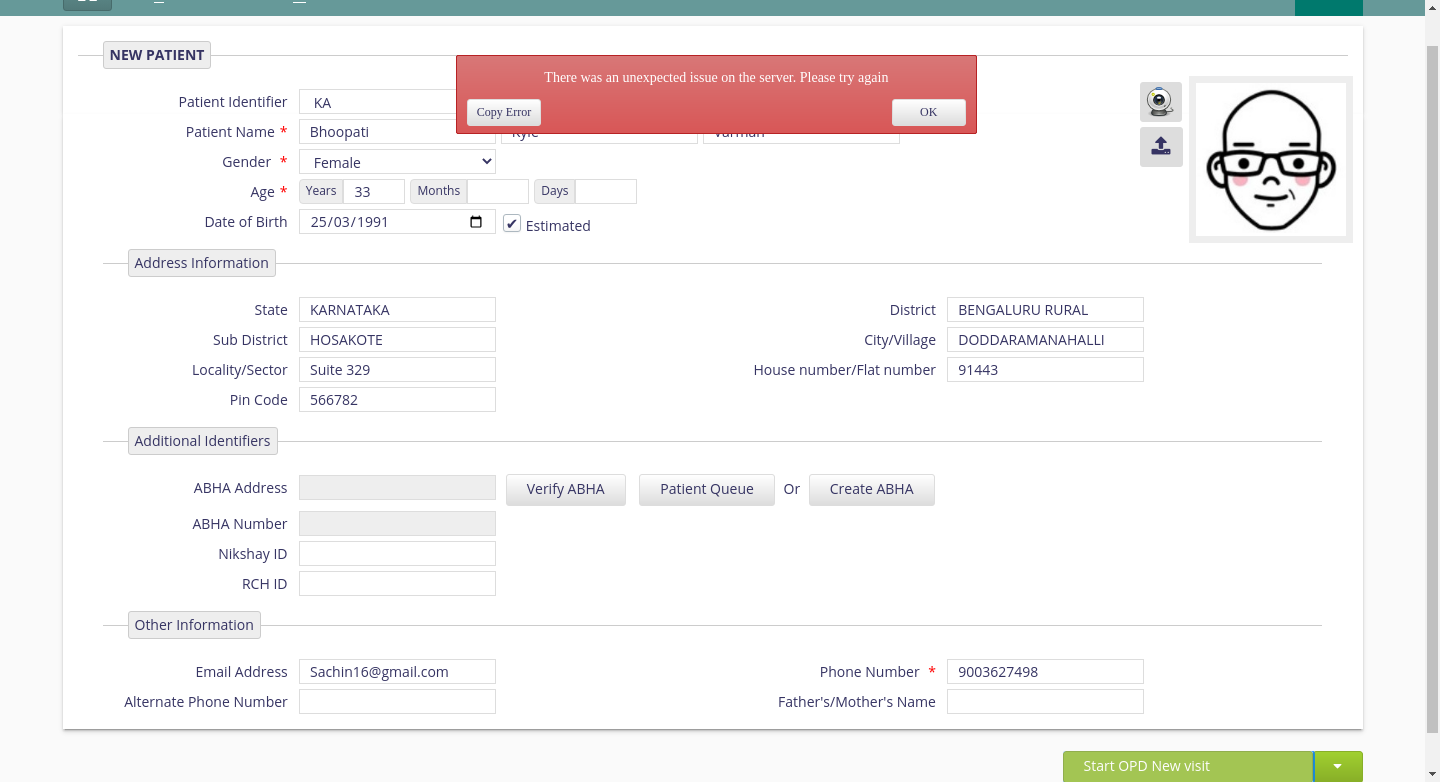 NEW PATIENT
There was an unexpected issue on the server. Please try again
Copy Error OK
Patient Identifier KA
Patient Name * Bhoopati Kyle Varman
Gender * Female
Age * Years 33 Months Days
Date of Birth 25/03/1991 Estimated
Address Information
State KARNATAKA District BENGALURU RURAL
Sub District HOSAKOTE City/Village DODDARAMANAHALLI
Locality/Sector Suite 329 House number/Flat number 91443
Pin Code 566782
Additional Identifiers
ABHA Address Verify ABHA Patient Queue Or Create ABHA
ABHA Number
Nikshay ID
RCH ID
Other Information
Email Address Sachin16@gmail.com Phone Number * 9003627498
Alternate Phone Number Father's/Mother's Name
Start OPD New visit